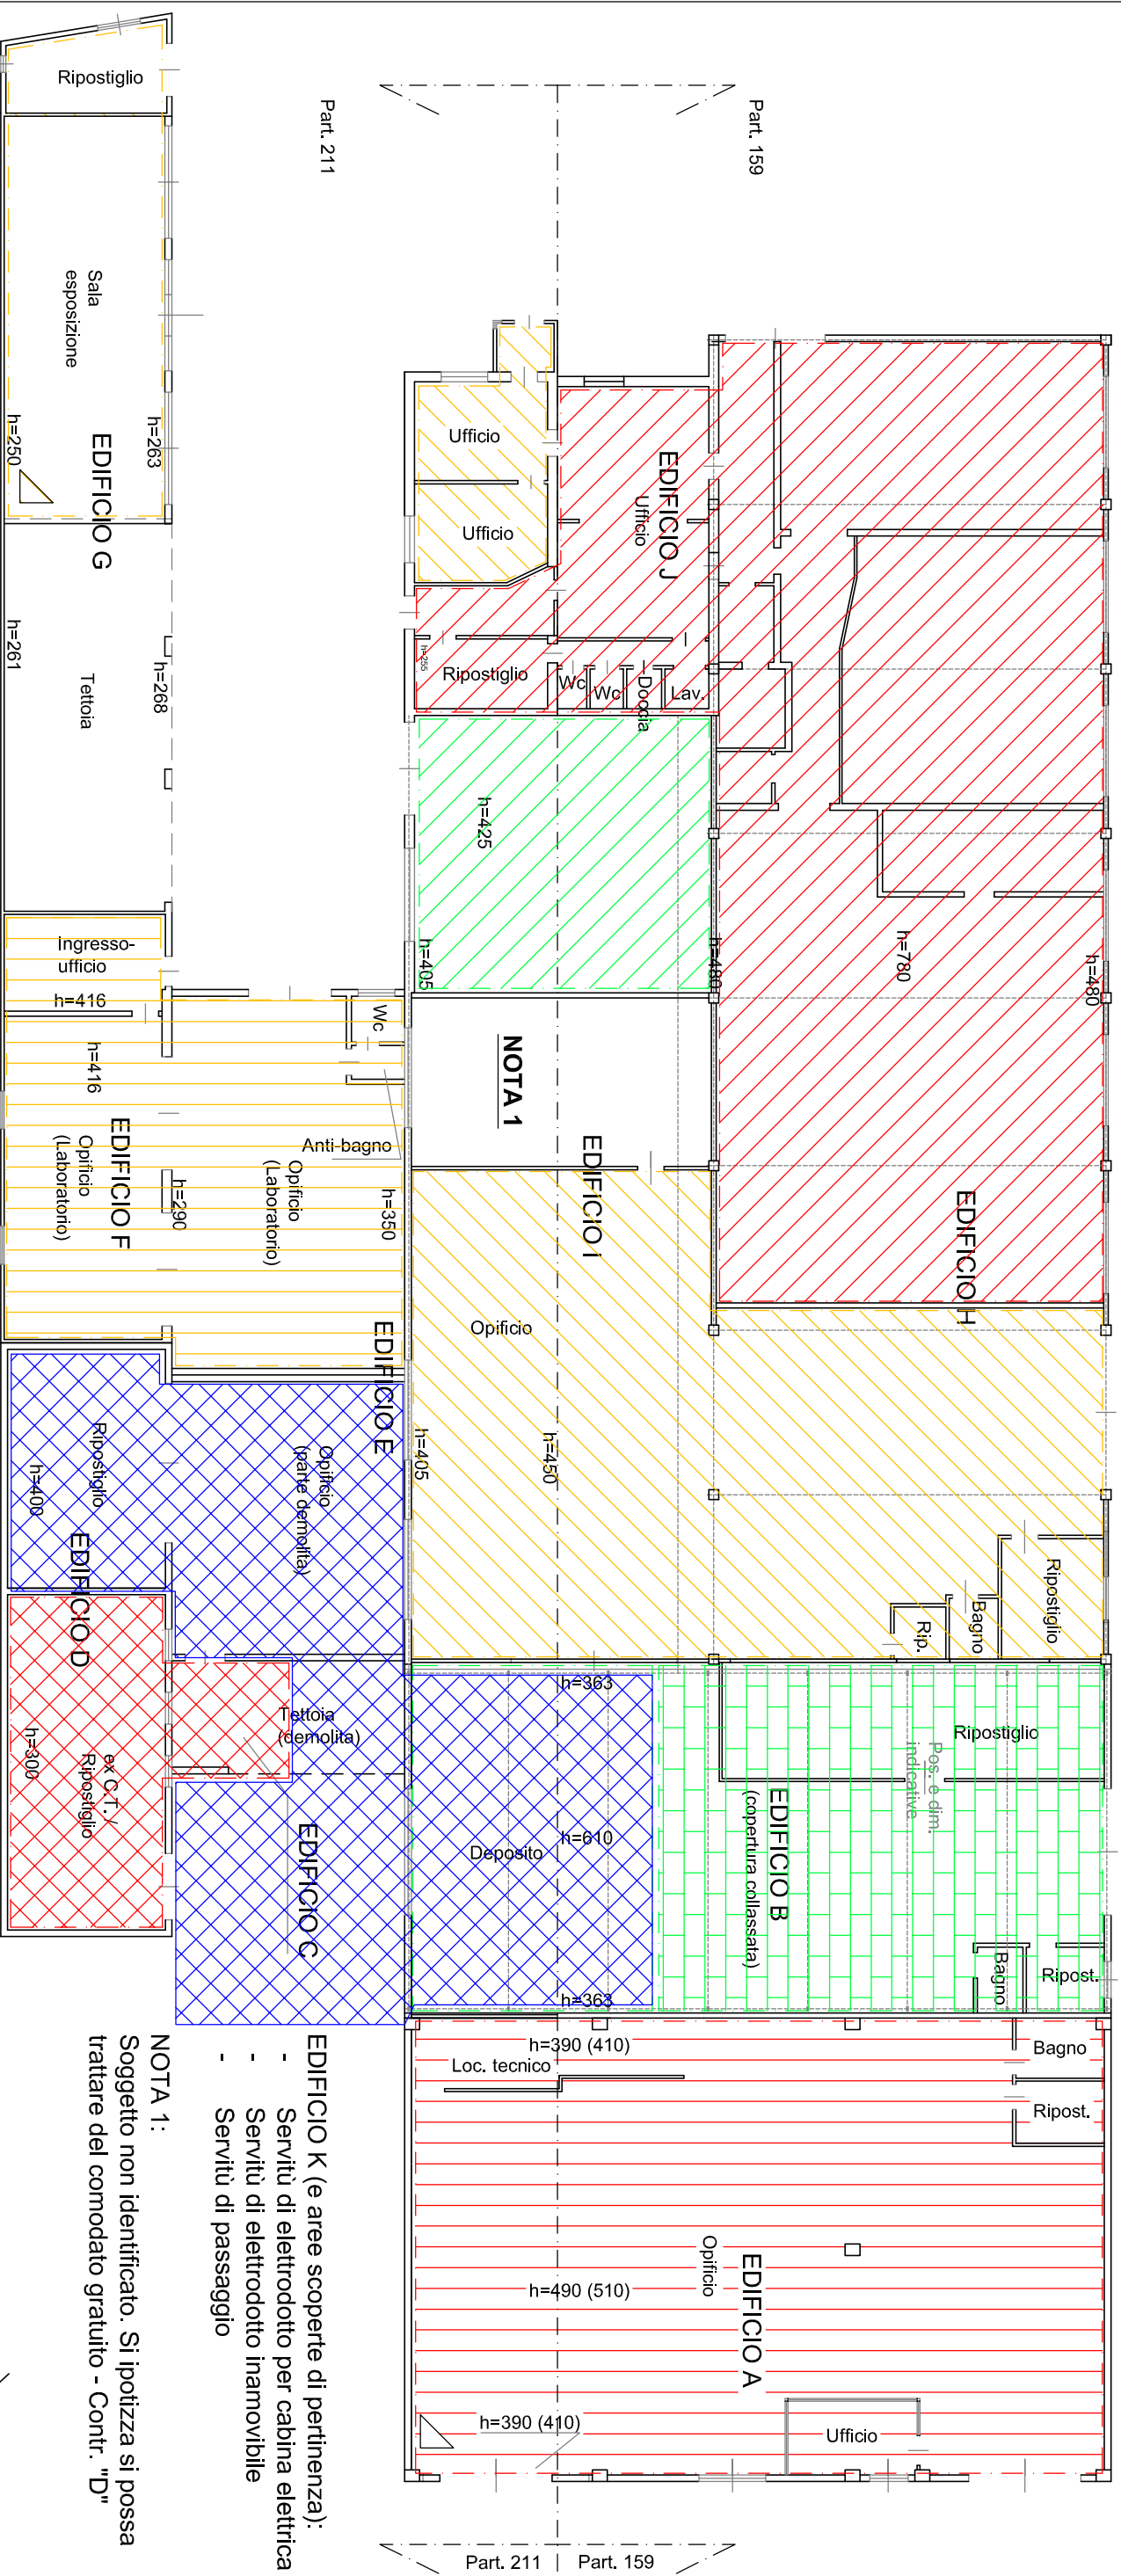 Ripostiglio
Part. 211
Part. 159
Sala
esposizione
h=250
h=263
EDIFICIO G
h=261
h=268
Tettoia
Ufficio
Ufficio
EDIFICIO J
Ufficio
h=255
Ripostiglio
Wc
Wc
Doccia
Lav.
h=425
h=405
h=480
h=780
h=480
Ingresso-
ufficio
h=416
h=416
Wc
Anti-bagno
NOTA 1
EDIFICIO I
EDIFICIO H
EDIFICIO F
Opificio
(Laboratorio)
h=290
Opificio
(Laboratorio)
h=350
EDIFICIO E
Opificio
h=405
h=450
Ripostiglio
h=400
Opificio
(parte demolita)
EDIFICIO D
Ripostiglio
Bagno
Rip.
h=363
Tettoia
(demolita)
ex C.T./
Ripostiglio
h=300
EDIFICIO C
h=610
Deposito
h=363
Ripostiglio
Pos. e dim.
indicative
EDIFICIO B
(copertura collassata)
Bagno
Ripost.
h=390 (410)
Loc. tecnico
Bagno
Ripost.
Opificio
EDIFICIO A
h=490 (510)
h=390 (410)
Ufficio
EDIFICIO K (e aree scoperte di pertinenza):
- Servitù di elettrodotto per cabina elettrica
- Servitù di elettrodotto inamovibile
- Servitù di passaggio
NOTA 1:
Soggetto non identificato. Si ipotizza si possa
trattare del comodato gratuito - Contr. "D"
Part. 211
Part. 159